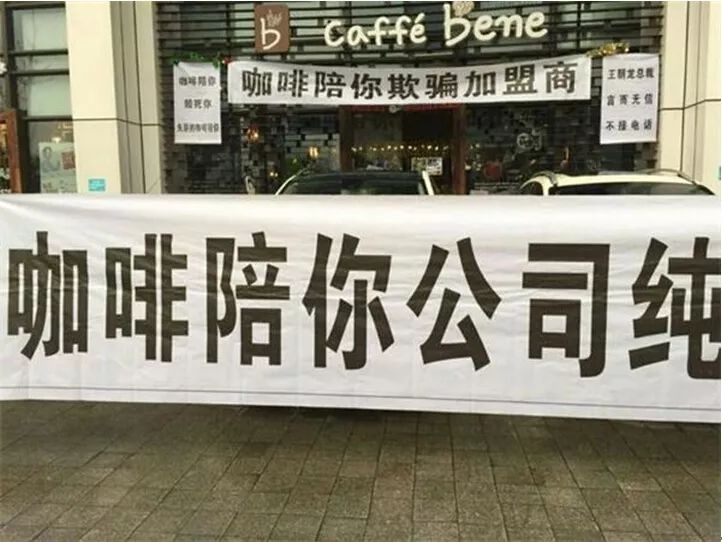 b caffé bene
咖啡陪你欺骗加盟商
咖啡陪你
赔死你
王朝龙总裁
言而无信
不接电话
咖啡陪你公司纯